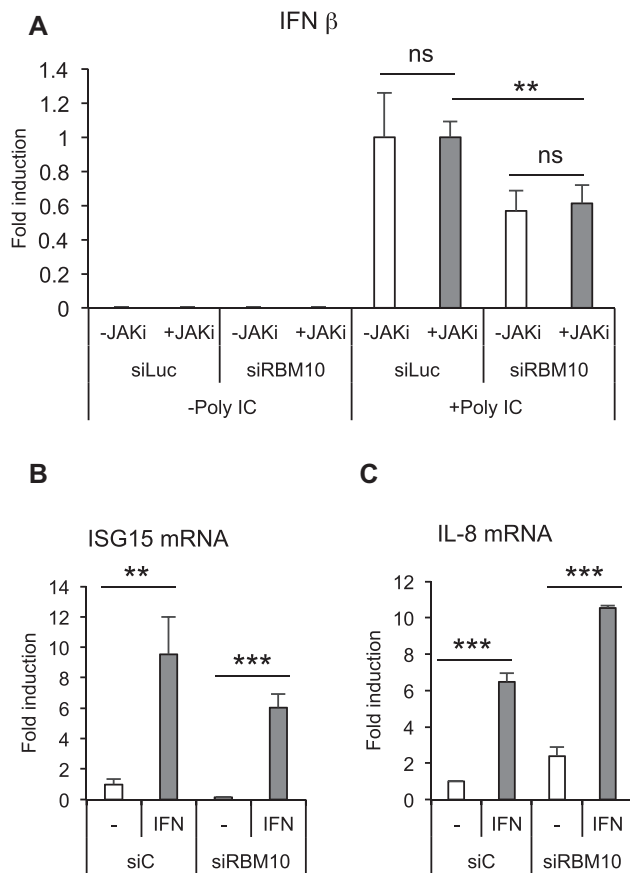 A
IFN β
ns
**
ns
Fold induction
1.4
1.2
1
0.8
0.6
0.4
0.2
0
-JAKi +JAKi -JAKi +JAKi -JAKi +JAKi -JAKi +JAKi
siLuc siRBM10 siLuc siRBM10
-Poly IC +Poly IC
B
ISG15 mRNA
**
***
Fold induction
14
12
10
8
6
4
2
0
- IFN - IFN
siC siRBM10
C
IL-8 mRNA
***
***
Fold induction
12
10
8
6
4
2
0
- IFN - IFN
siC siRBM10